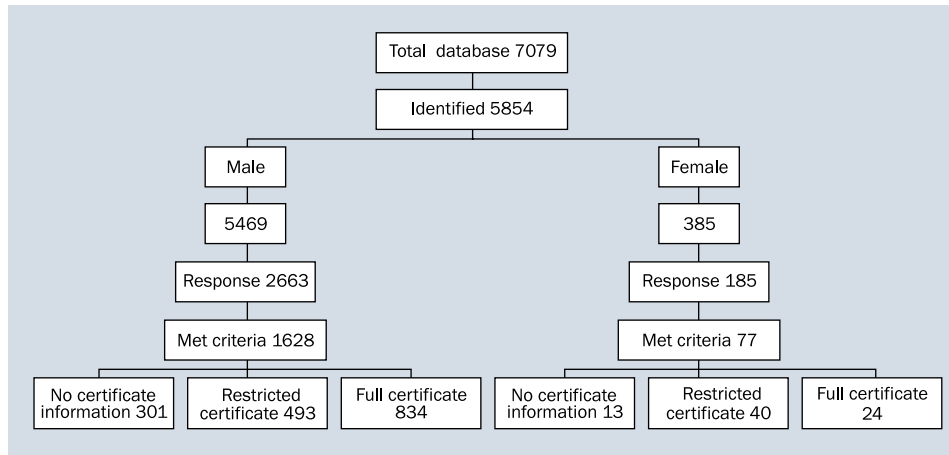 Total database 7079
Identified 5854
Male
Female
5469
385
Response 2663
Response 185
Met criteria 1628
Met criteria 77
No certificate
information 301
Restricted
certificate 493
Full certificate
834
No certificate
information 13
Restricted
certificate 40
Full certificate
24